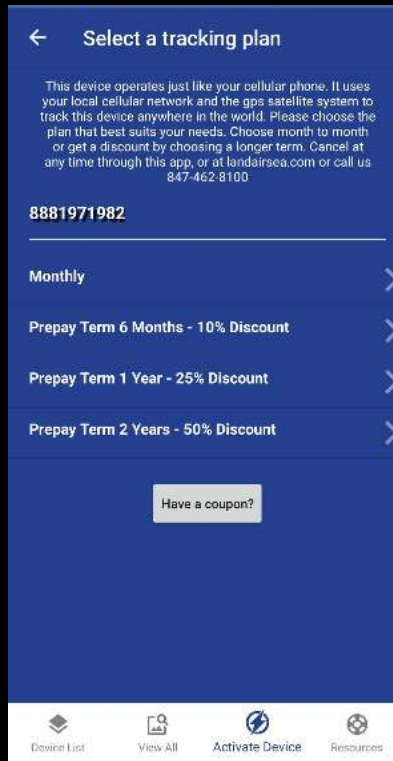 Select a tracking plan
This device operates just like your cellular phone. It uses
your local cellular network and the gps satellite system to
track this device anywhere in the world. Please choose the
plan that best suits your needs. Choose month to month
or get a discount by choosing a longer term. Cancel at
any time through this app, or at landairsea.com or call us
847-462-8100
8881971982
Monthly
Prepay Term 6 Months - 10% Discount
Prepay Term 1 Year - 25% Discount
Prepay Term 2 Years - 50% Discount
Have a coupon?
Device List View All Activate Device Resources